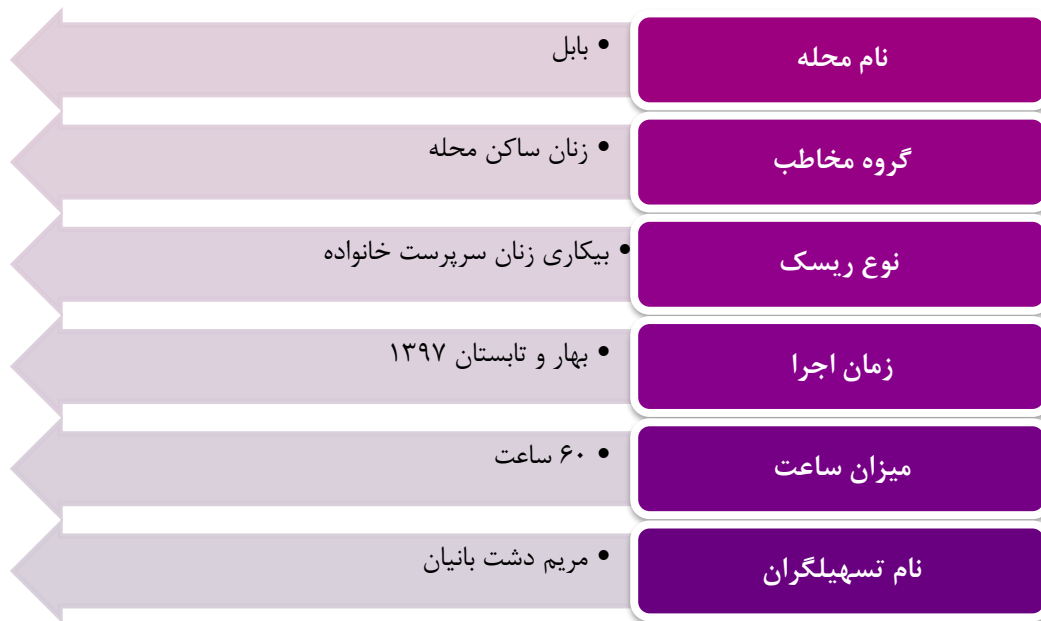 نام محله
• بابل
گروه مخاطب
• زنان ساکن محله
نوع ریسک
• بیکاری زنان سرپرست خانواده
زمان اجرا
• بهار و تابستان ۱۳۹۷
میزان ساعت
• ۶۰ ساعت
نام تسهیلگران
• مریم دشت بانیان